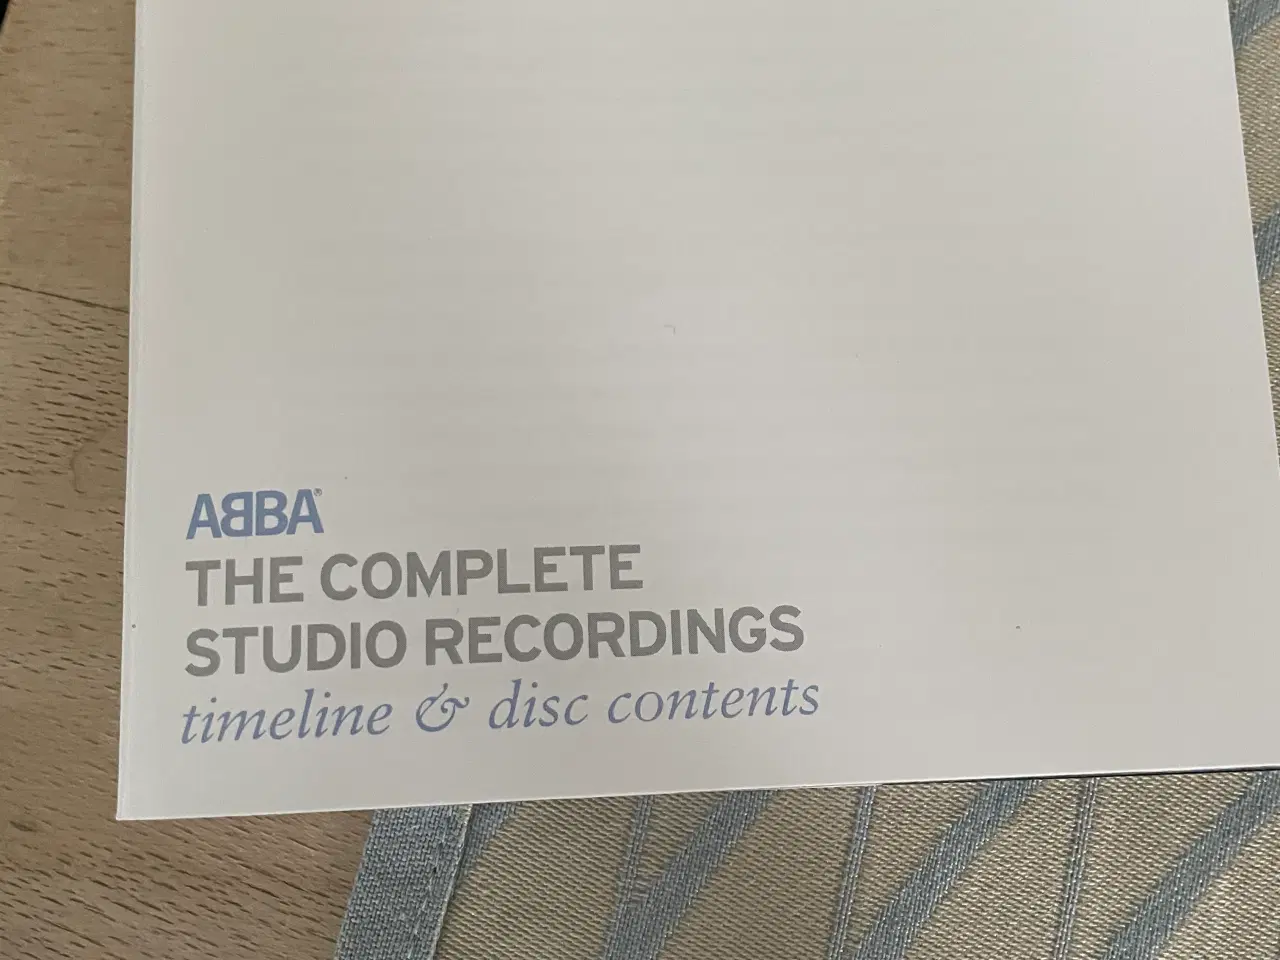 ABBA®
THE COMPLETE
STUDIO RECORDINGS
timeline & disc contents